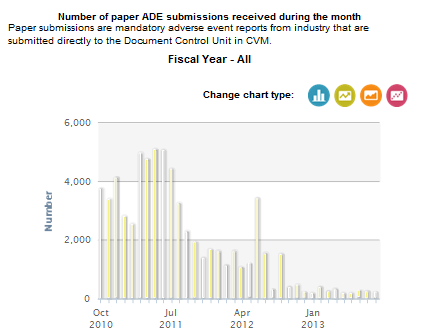 Number of paper ADE submissions received during the month
Paper submissions are mandatory adverse event reports from industry that are
submitted directly to the Document Control Unit in CVM.
Fiscal Year - All
Change chart type:
6,000
4,000
2,000
0
Number
Oct Jul Apr Jan
2010 2011 2012 2013